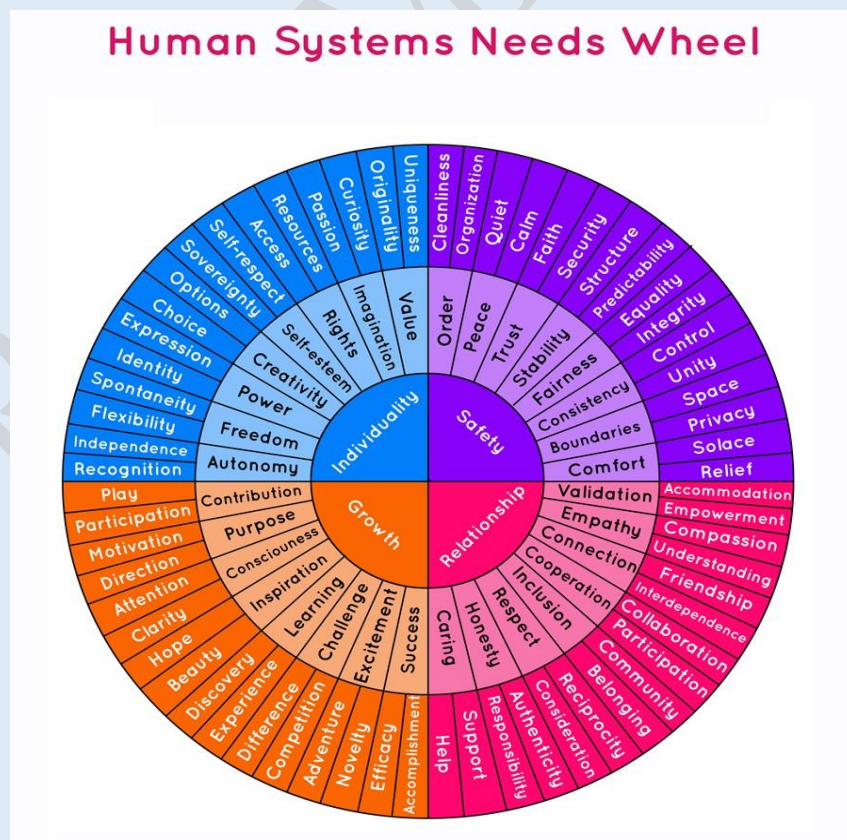 Human Systems Needs Wheel
Individuality
Safety
Relationship
Growth
Order
Peace
Trust
Stability
Fairness
Consistency
Boundaries
Comfort
Validation
Empathy
Connection
Cooperation
Inclusion
Respect
Honesty
Caring
Success
Excitement
Challenge
Learning
Inspiration
Consciouness
Purpose
Contribution
Autonomy
Freedom
Power
Creativity
Self-esteem
Rights
Imagination
Value
Cleanliness
Organization
Quiet
Calm
Faith
Security
Structure
Predictability
Equality
Integrity
Control
Unity
Space
Privacy
Solace
Relief
Accommodation
Empowerment
Compassion
Understanding
Friendship
Interdependence
Collaboration
Participation
Community
Belonging
Reciprocity
Consideration
Authenticity
Responsibility
Support
Help
Accomplishment
Efficacy
Novelty
Adventure
Competition
Difference
Experience
Discovery
Beauty
Hope
Clarity
Attention
Direction
Motivation
Participation
Play
Recognition
Independence
Flexibility
Spontaneity
Identity
Expression
Choice
Options
Sovereignty
Self-respect
Access
Resources
Passion
Curiosity
Originality
Uniqueness